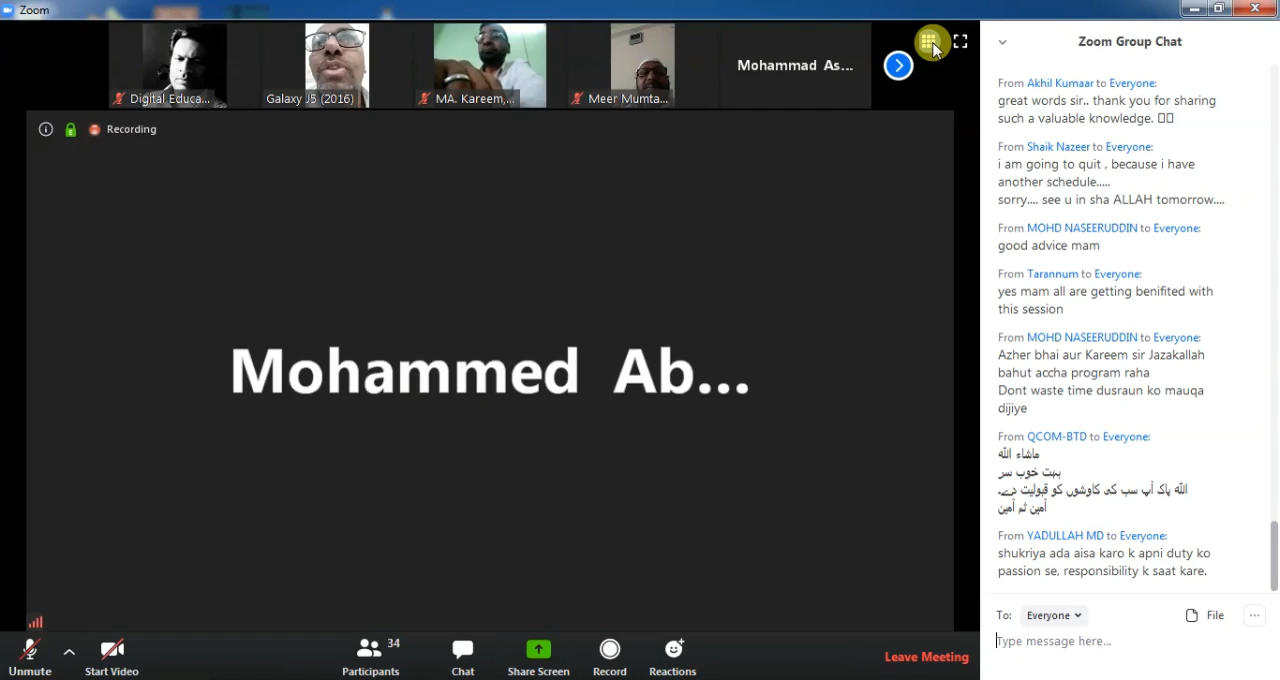 Zoom
Digital Educa...
Galaxy J5 (2016)
MA. Kareem,...
Meer Mumta...
Mohammad As...
Recording
Mohammed Ab...
Unmute
Start Video
34
Participants
Chat
Share Screen
Record
Reactions
Leave Meeting
Zoom Group Chat
From Akhil Kumaar to Everyone:
great words sir.. thank you for sharing
such a valuable knowledge. □□
From Shaik Nazeer to Everyone:
i am going to quit , because i have
another schedule.....
sorry.... see u in sha ALLAH tomorrow....
From MOHD NASEERUDDIN to Everyone:
good advice mam
From Tarannum to Everyone:
yes mam all are getting benifited with
this session
From MOHD NASEERUDDIN to Everyone:
Azher bhai aur Kareem sir Jazakallah
bahut accha program raha
Dont waste time dusraun ko mauqa
dijiye
From QCOM-BTD to Everyone:
ماشاء اللہ
بہت خوب سر
اللہ پاک آپ سب کی کاوشوں کو قبولیت دے۔
آمین ثم آمین
From YADULLAH MD to Everyone:
shukriya ada aisa karo k apni duty ko
passion se, responsibility k saat kare.
To: Everyone
File
Type message here...